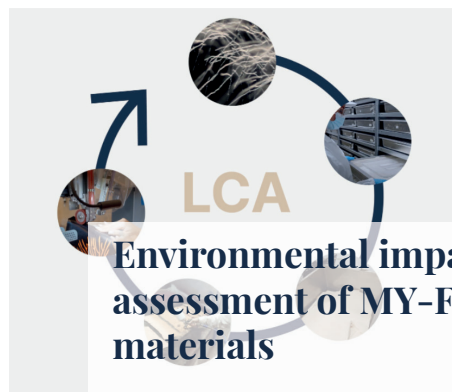 LCA
Environmental impa
assessment of MY-F
materials